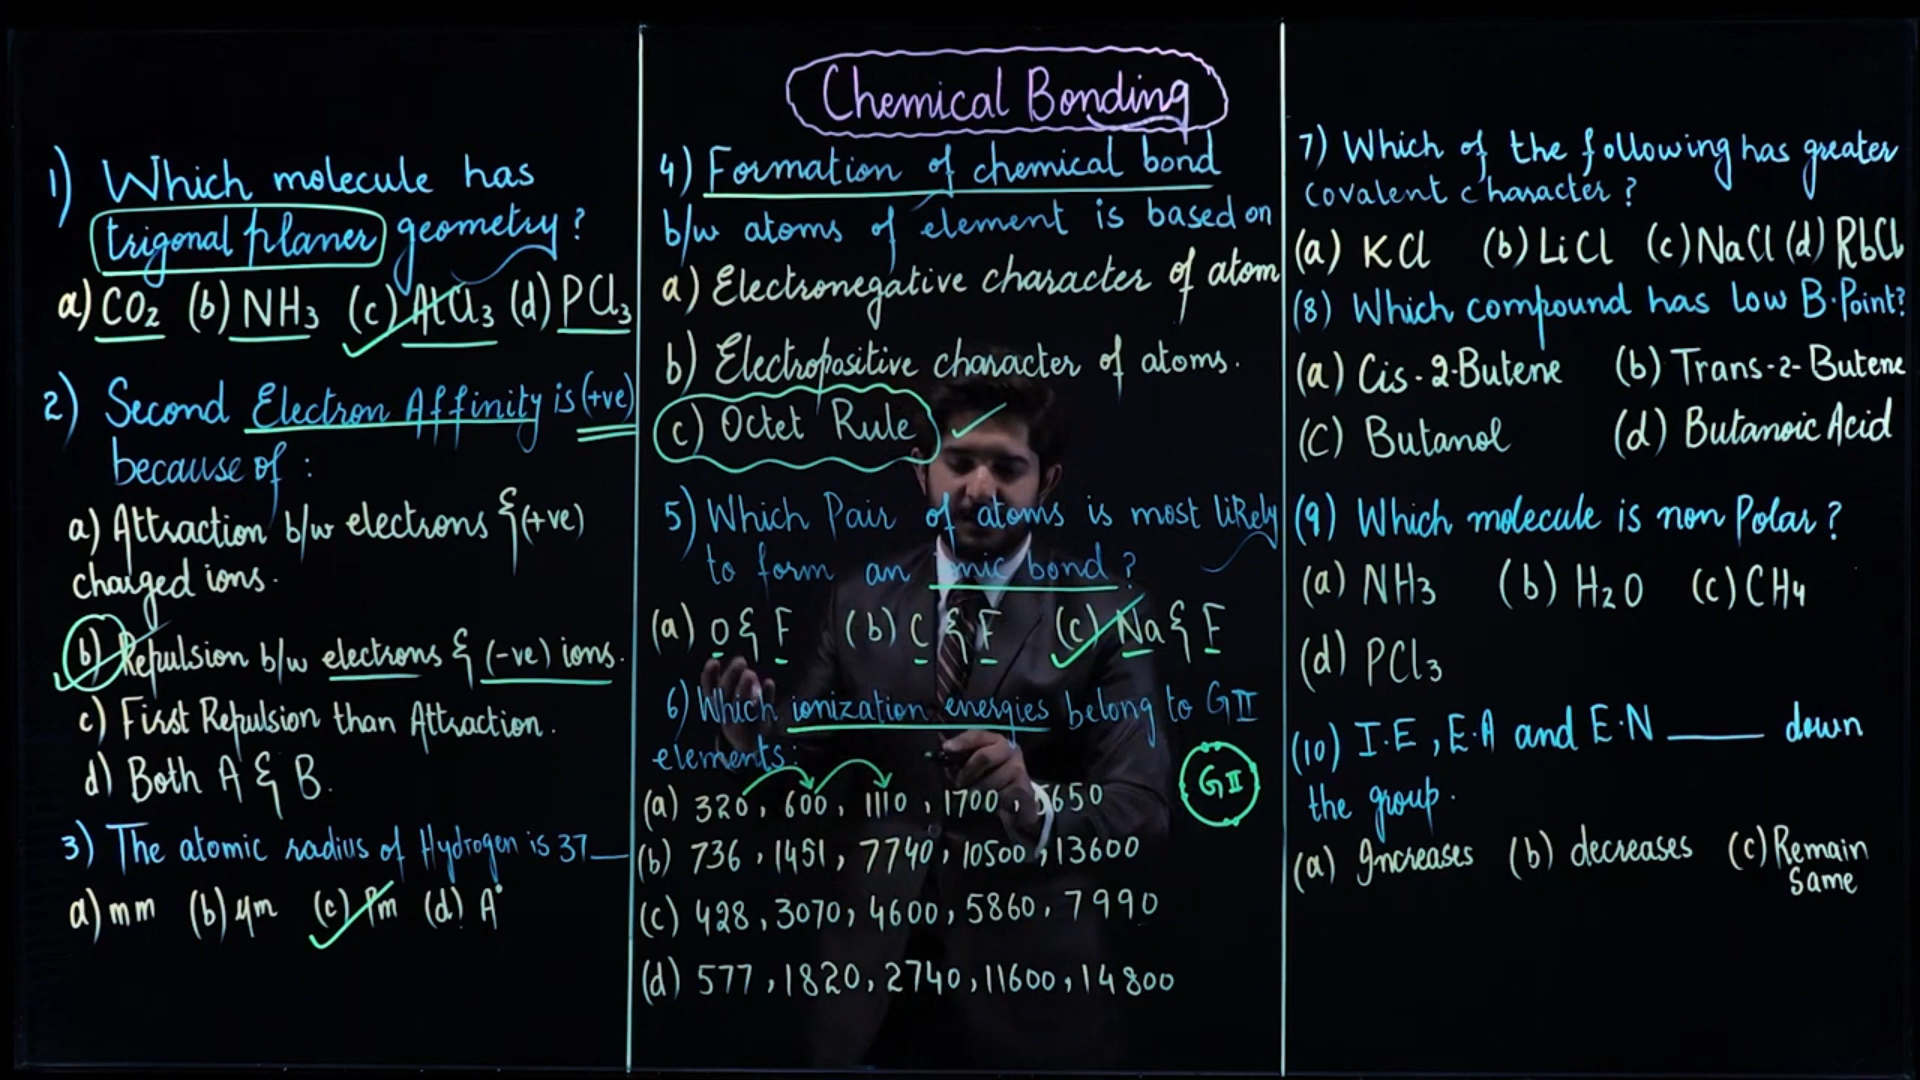 Chemical Bonding
1) Which molecule has
trigonal planer geometry?
a) CO2 (b) NH3 (c) AlCl3 (d) PCl3
2) Second Electron Affinity is (+ve)
because of :
a) Attraction b/w electrons & (+ve)
charged ions.
b) Repulsion b/w electrons & (-ve) ions.
c) First Repulsion than Attraction.
d) Both A & B.
3) The atomic radius of Hydrogen is 37__
a) mm (b) μm (c) Pm (d) A°
4) Formation of chemical bond
b/w atoms of element is based on
a) Electronegative character of atom
b) Electropositive character of atoms.
c) Octet Rule
5) Which Pair of atoms is most likely
to form an ionic bond?
(a) O & F (b) C & F (c) Na & F
6) Which ionization energies belong to GII
elements:
GII
(a) 320, 600, 1110, 1700, 5650
(b) 736, 1451, 7740, 10500, 13600
(c) 428, 3070, 4600, 5860, 7990
(d) 577, 1820, 2740, 11600, 14800
7) Which of the following has greater
covalent character?
(a) KCl (b) LiCl (c) NaCl (d) RbCl
(8) Which compound has low B.Point?
(a) Cis-2-Butene (b) Trans-2-Butene
(C) Butanol (d) Butanoic Acid
(9) Which molecule is non Polar?
(a) NH3 (b) H2O (c) CH4
(d) PCl3
(10) I.E, E.A and E.N ____ down
the group.
(a) Increases (b) decreases (c) Remain
Same